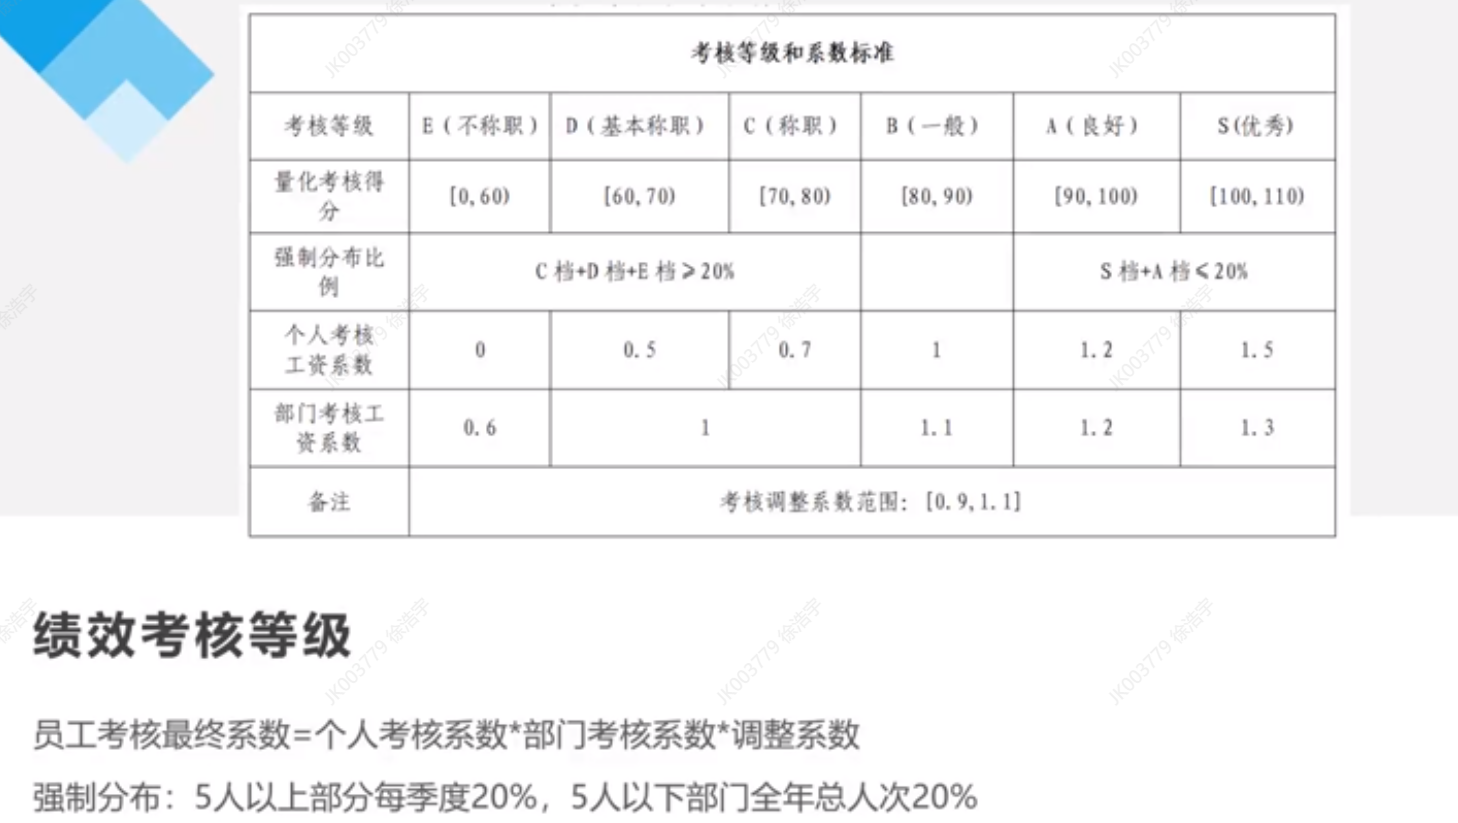 考核等级和系数标准
考核等级 E（不称职） D（基本称职） C（称职） B（一般） A（良好） S(优秀)
量化考核得分 [0,60) [60,70) [70,80) [80,90) [90,100) [100,110)
强制分布比例 C档+D档+E档≥20% S档+A档≤20%
个人考核工资系数 0 0.5 0.7 1 1.2 1.5
部门考核工资系数 0.6 1 1.1 1.2 1.3
备注 考核调整系数范围：[0.9,1.1]
绩效考核等级
员工考核最终系数=个人考核系数*部门考核系数*调整系数
强制分布：5人以上部分每季度20%，5人以下部门全年总人次20%
JK003779 徐浩宇